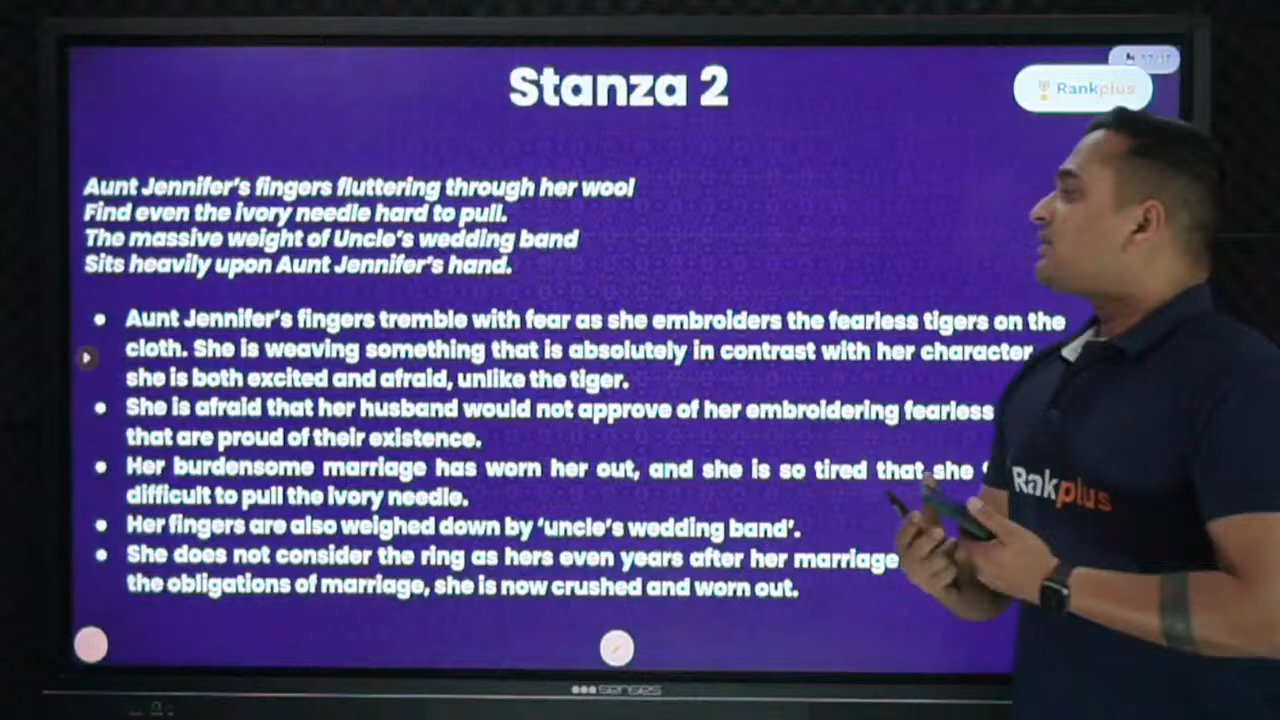 Stanza 2
Rankplus
Aunt Jennifer's fingers fluttering through her wool
Find even the ivory needle hard to pull.
The massive weight of Uncle's wedding band
Sits heavily upon Aunt Jennifer's hand.
• Aunt Jennifer's fingers tremble with fear as she embroiders the fearless tigers on the
cloth. She is weaving something that is absolutely in contrast with her character
she is both excited and afraid, unlike the tiger.
• She is afraid that her husband would not approve of her embroidering fearless
that are proud of their existence.
• Her burdensome marriage has worn her out, and she is so tired that she
difficult to pull the ivory needle.
• Her fingers are also weighed down by 'uncle's wedding band'.
• She does not consider the ring as hers even years after her marriage
the obligations of marriage, she is now crushed and worn out.
Rakplus
senses